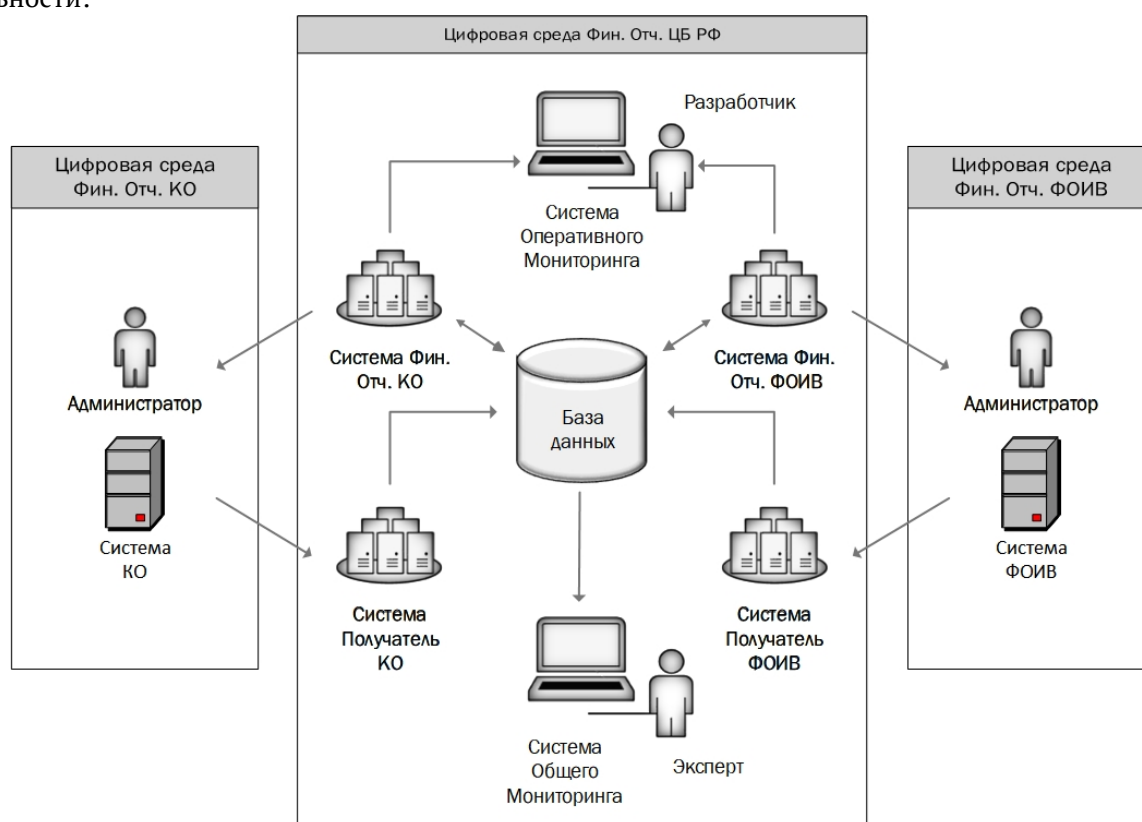 вности.
Цифровая среда Фин. Отч. ЦБ РФ
Разработчик
Цифровая среда
Фин. Отч. КО
Цифровая среда
Фин. Отч. ФОИВ
Система
Оперативного
Мониторинга
Система Фин.
Отч. КО
Система Фин.
Отч. ФОИВ
Администратор
База
данных
Администратор
Система
КО
Система
ФОИВ
Система
Получатель
КО
Система
Получатель
ФОИВ
Система
Общего
Мониторинга
Эксперт